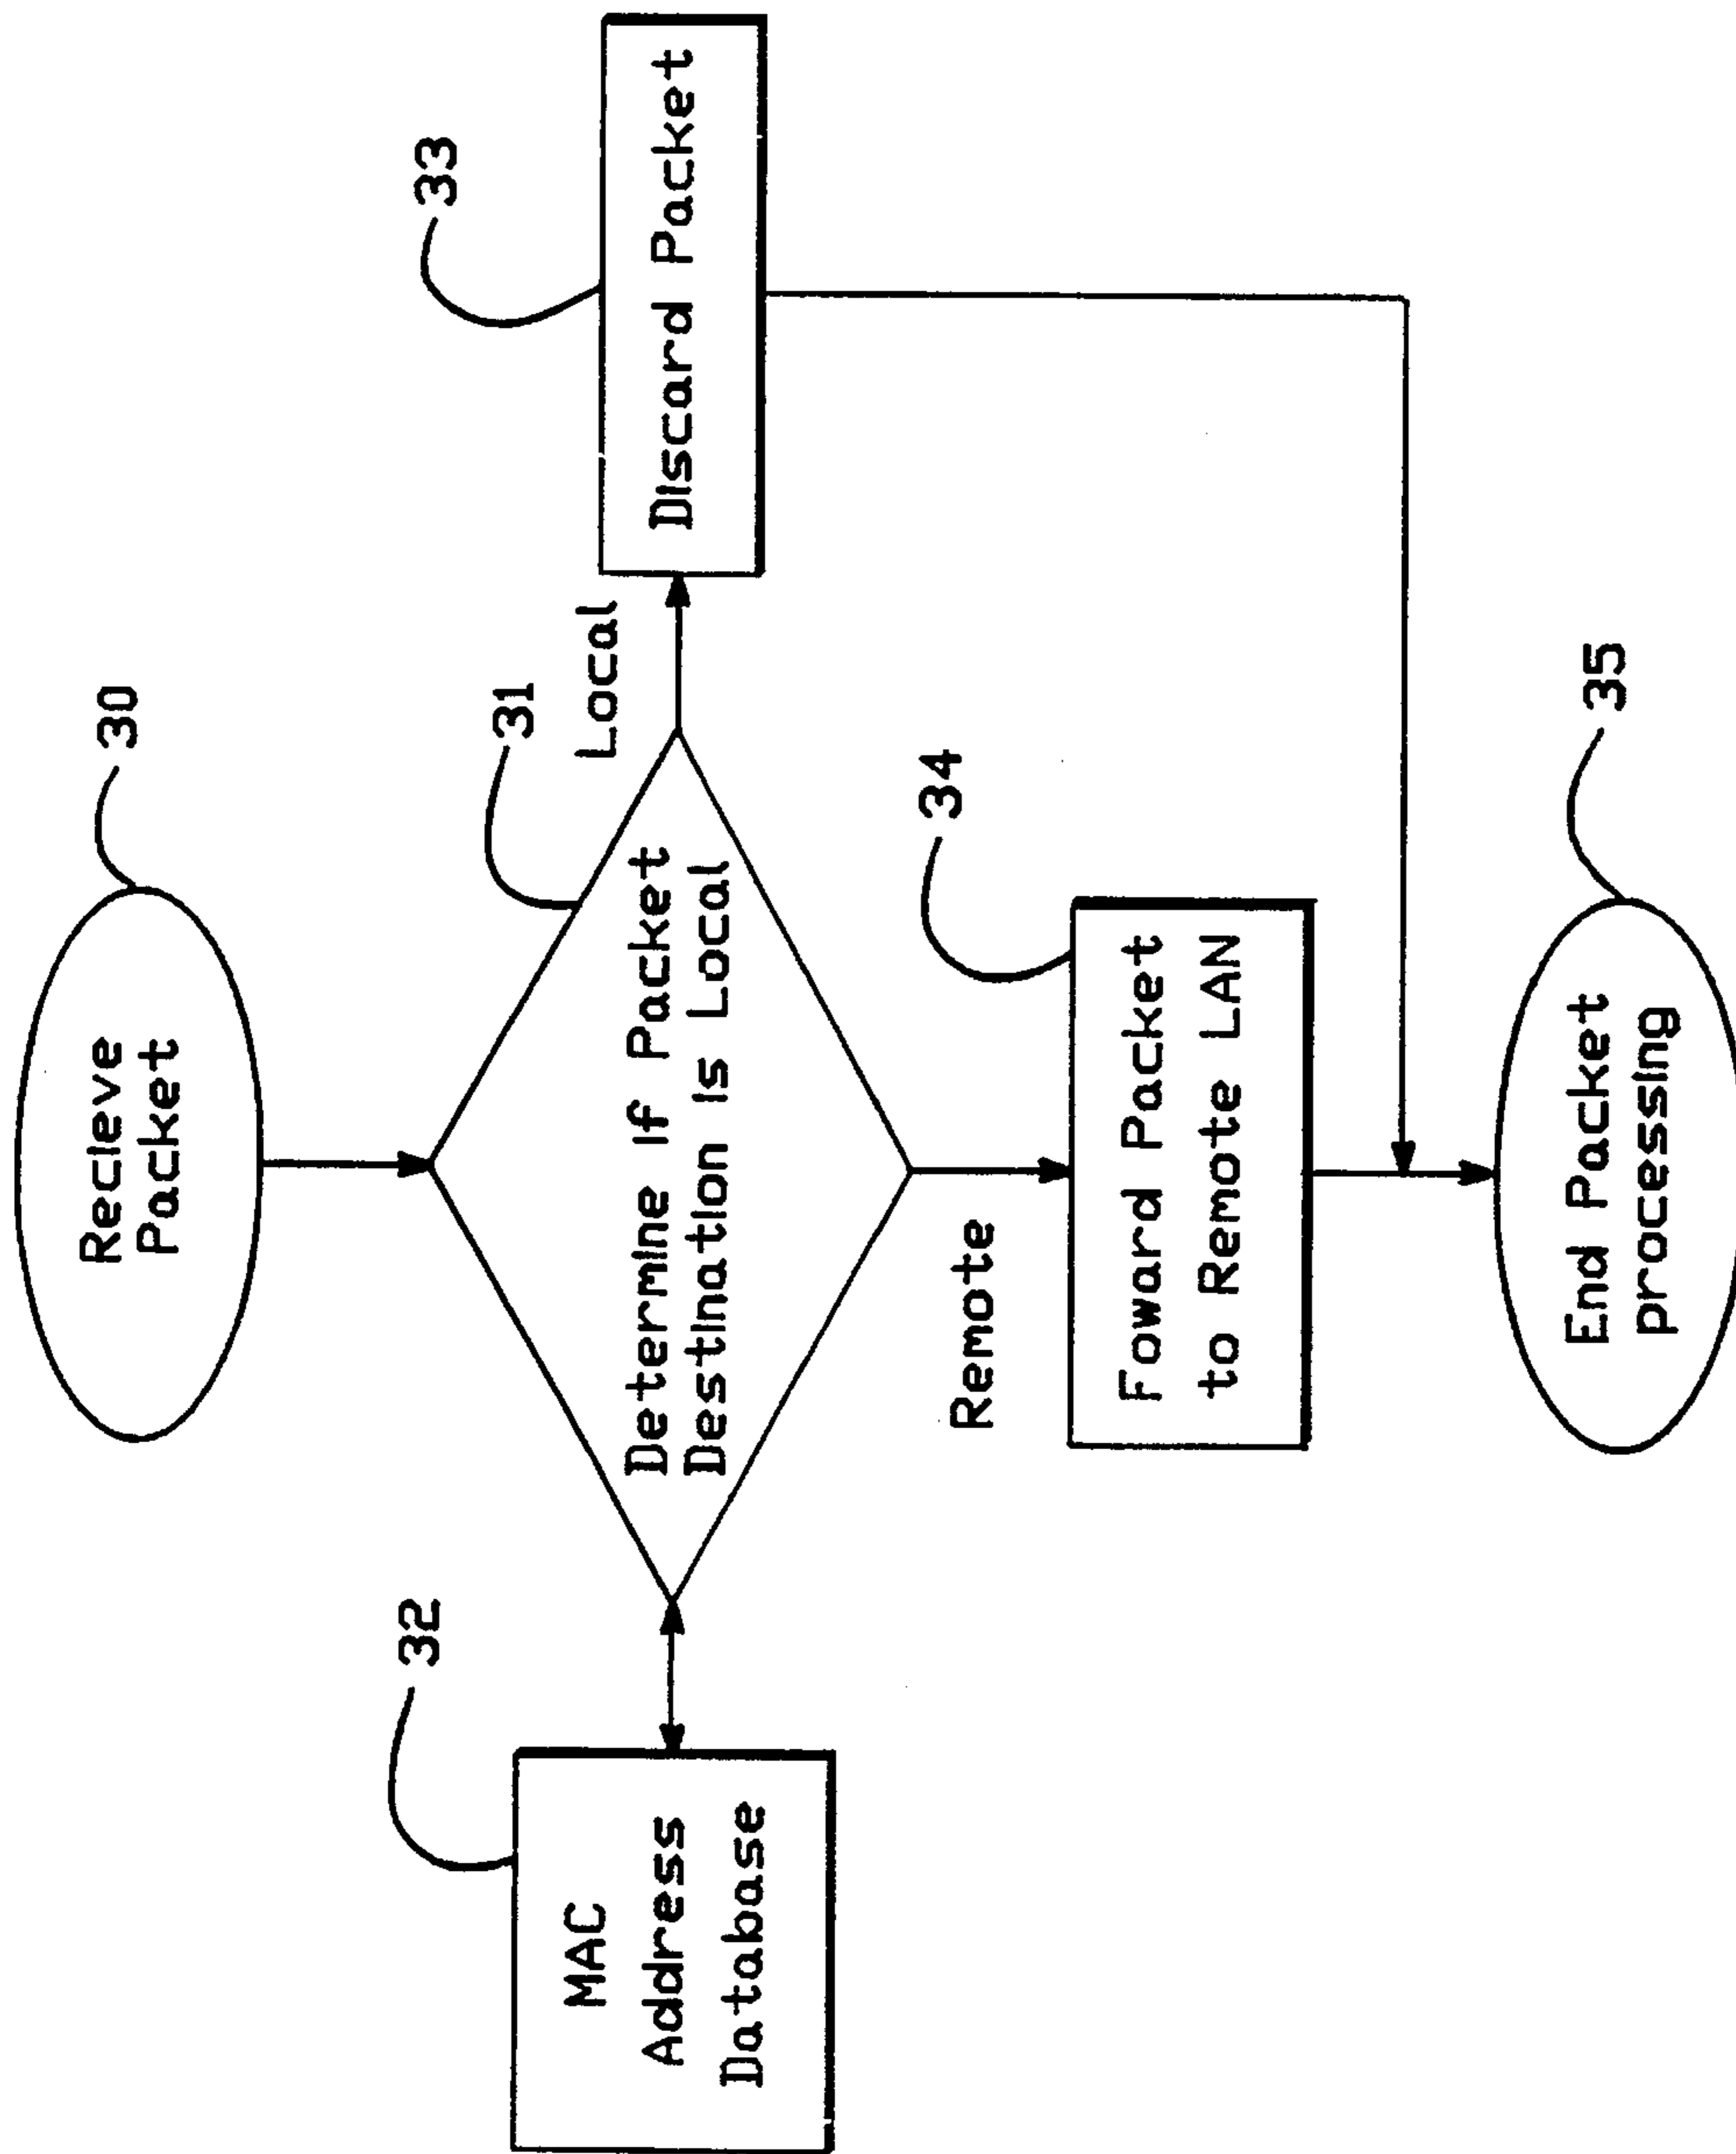 30
Recieve
Packet
31
Determine if Packet
Destination is Local
32
MAC
Address
Database
Local
33
Discard Packet
Remote
34
Foward Packet
to Remote LAN
35
End Packet
processing